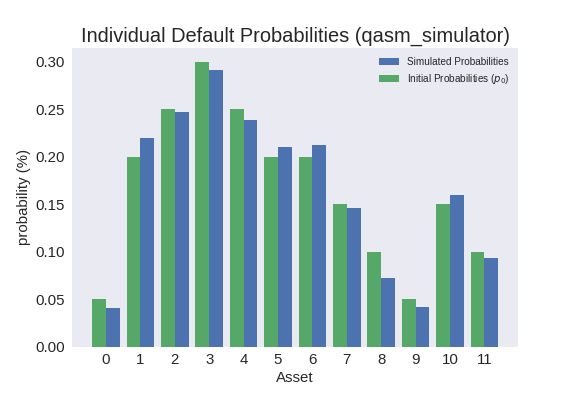 Individual Default Probabilities (qasm_simulator)
Simulated Probabilities
Initial Probabilities (p₀)
0.30
0.25
0.20
0.15
0.10
0.05
0.00
probability (%)
0 1 2 3 4 5 6 7 8 9 10 11
Asset